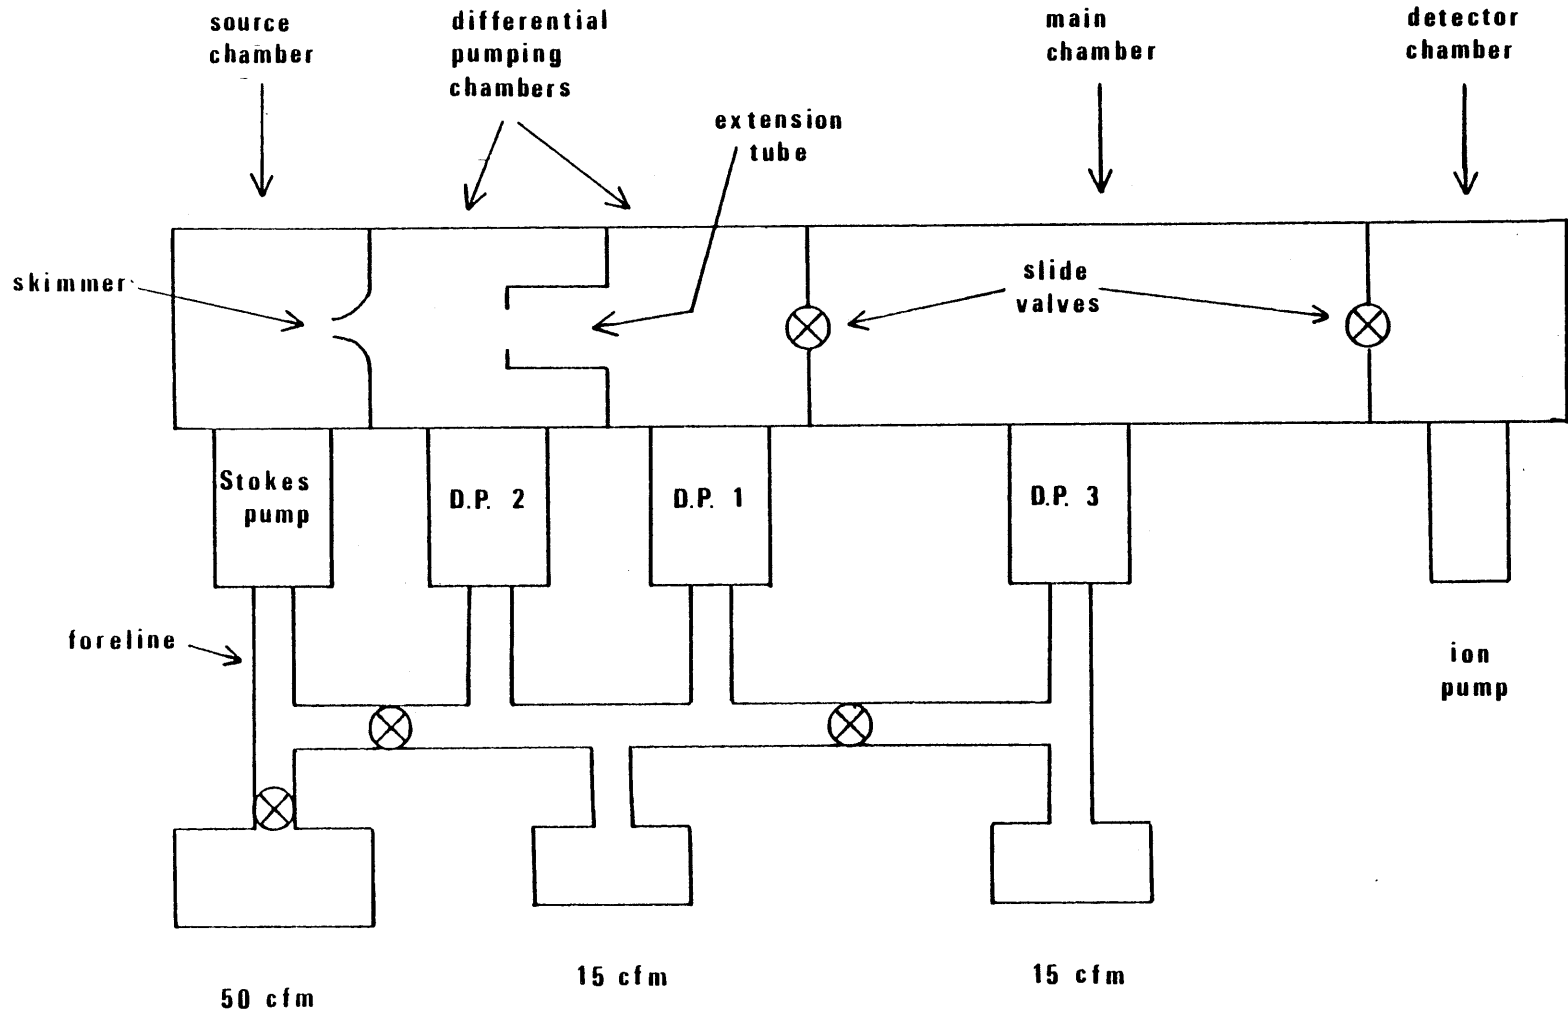 source
chamber
differential
pumping
chambers
main
chamber
detector
chamber
extension
tube
skimmer
slide
valves
Stokes
pump
D.P. 2
D.P. 1
D.P. 3
foreline
ion
pump
50 cfm
15 cfm
15 cfm